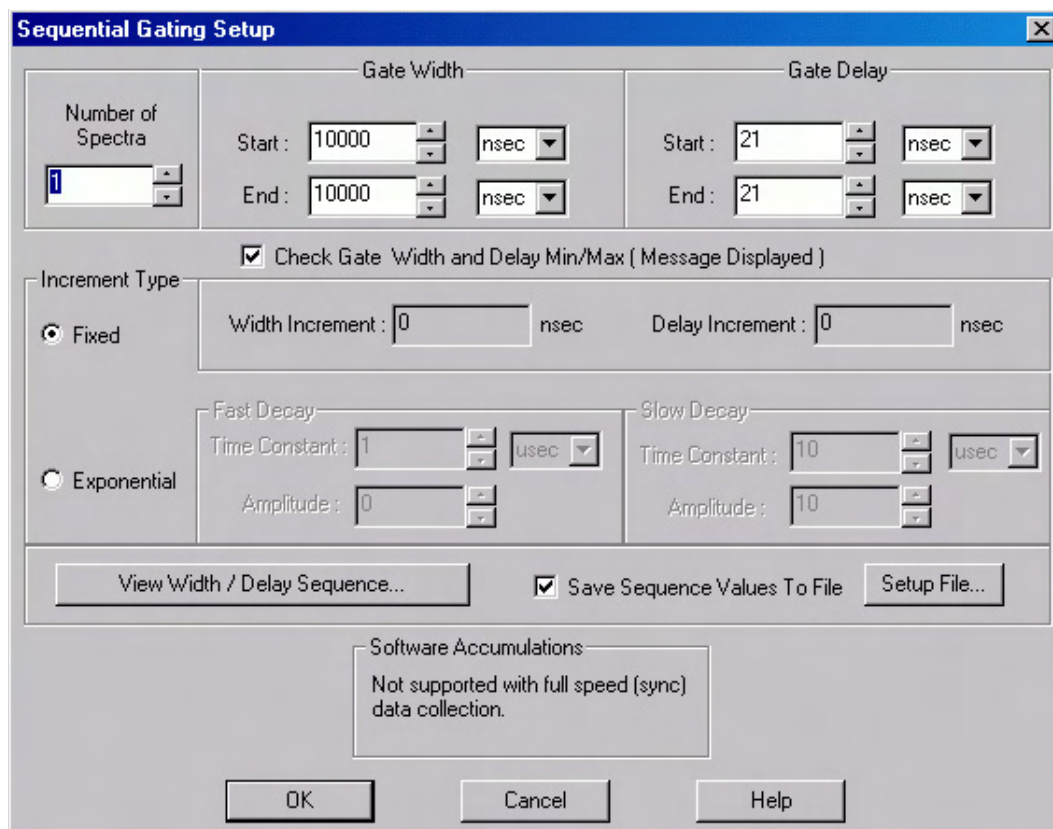 Sequential Gating Setup
Number of
Spectra
1
Gate Width
Start : 10000 nsec
End : 10000 nsec
Gate Delay
Start : 21 nsec
End : 21 nsec
Check Gate Width and Delay Min/Max ( Message Displayed )
Increment Type
Fixed
Width Increment : 0 nsec
Delay Increment : 0 nsec
Exponential
Fast Decay
Time Constant : 1 usec
Amplitude : 0
Slow Decay
Time Constant : 10 usec
Amplitude : 10
View Width / Delay Sequence...
Save Sequence Values To File
Setup File...
Software Accumulations
Not supported with full speed (sync)
data collection.
OK
Cancel
Help